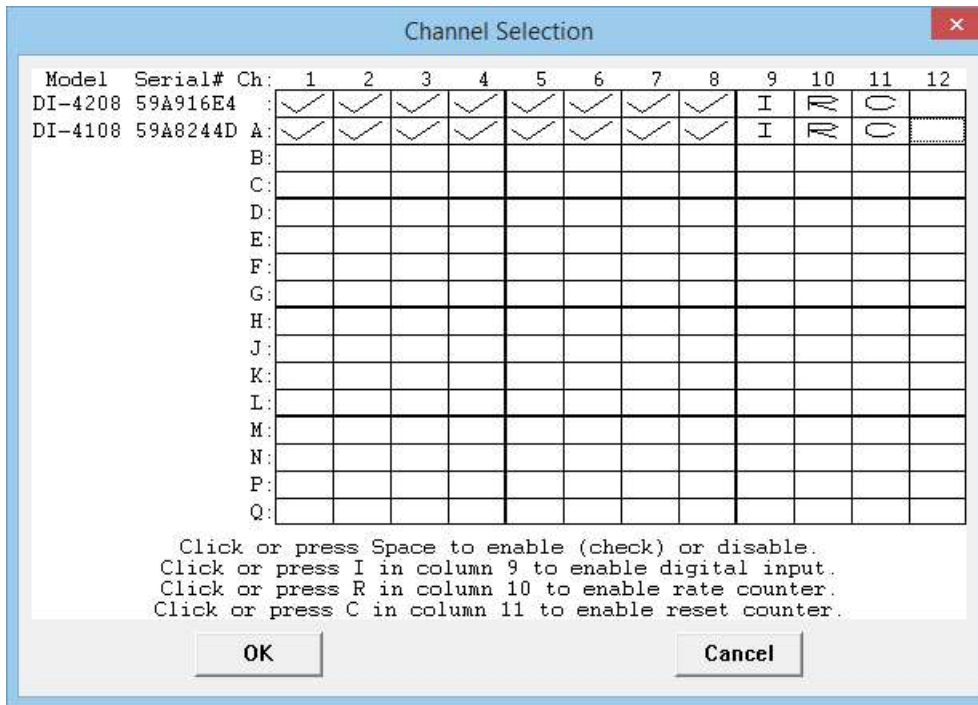 Channel Selection
Model Serial# Ch: 1 2 3 4 5 6 7 8 9 10 11 12
DI-4208 59A916E4 : I R C
DI-4108 59A8244D A: I R C
B:
C:
D:
E:
F:
G:
H:
J:
K:
L:
M:
N:
P:
Q:
Click or press Space to enable (check) or disable.
Click or press I in column 9 to enable digital input.
Click or press R in column 10 to enable rate counter.
Click or press C in column 11 to enable reset counter.
OK Cancel